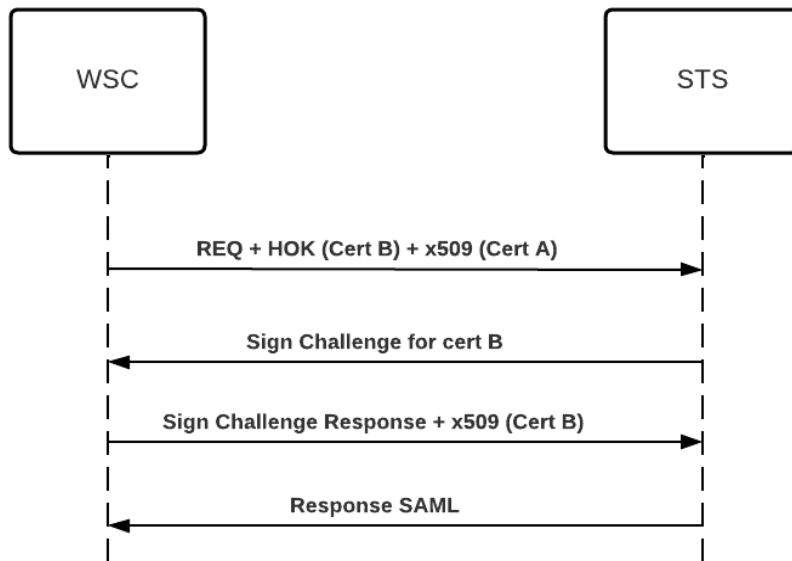 WSC
STS
REQ + HOK (Cert B) + x509 (Cert A)
Sign Challenge for cert B
Sign Challenge Response + x509 (Cert B)
Response SAML